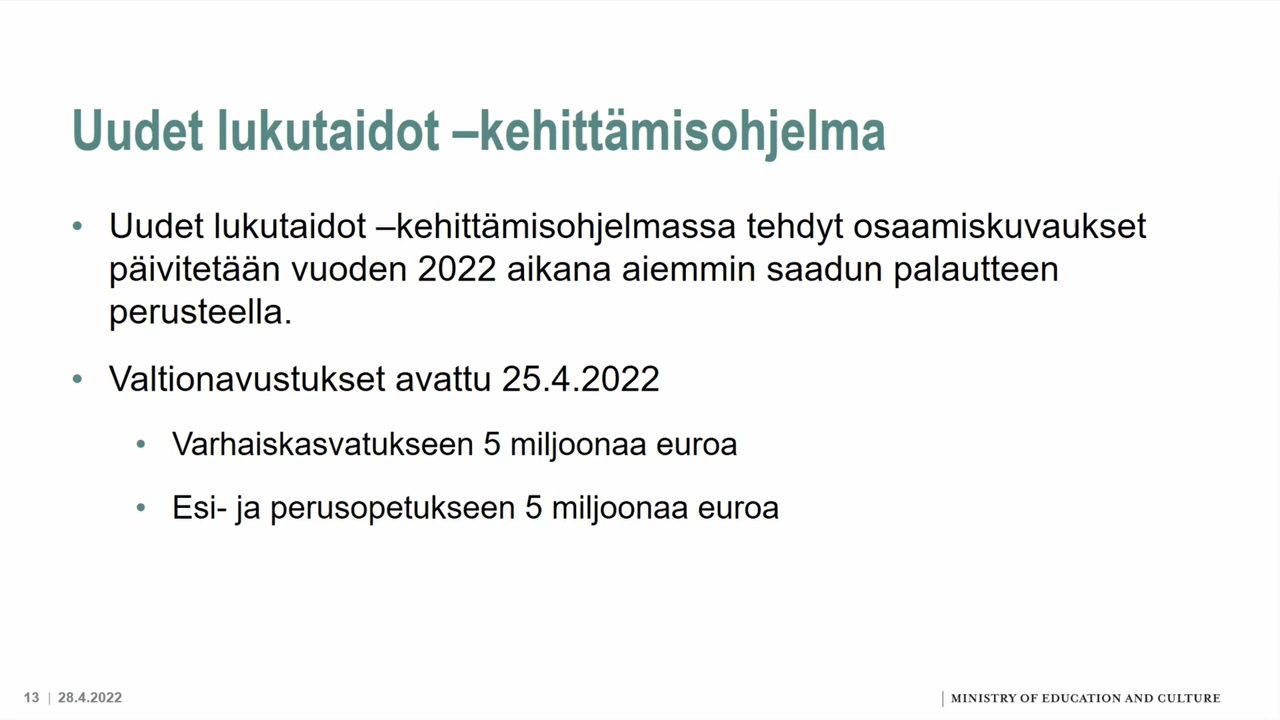 Uudet lukutaidot –kehittämisohjelma
• Uudet lukutaidot –kehittämisohjelmassa tehdyt osaamiskuvaukset
päivitetään vuoden 2022 aikana aiemmin saadun palautteen
perusteella.
• Valtionavustukset avattu 25.4.2022
• Varhaiskasvatukseen 5 miljoonaa euroa
• Esi- ja perusopetukseen 5 miljoonaa euroa
13 | 28.4.2022
| MINISTRY OF EDUCATION AND CULTURE